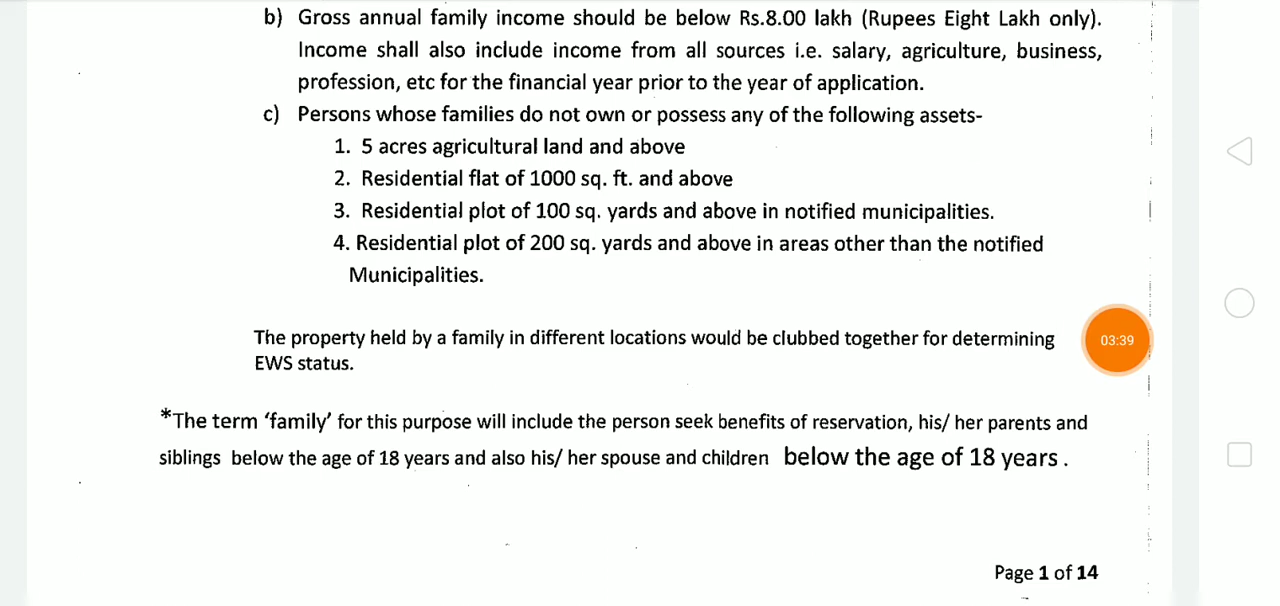 b) Gross annual family income should be below Rs.8.00 lakh (Rupees Eight Lakh only).
Income shall also include income from all sources i.e. salary, agriculture, business,
profession, etc for the financial year prior to the year of application.
c) Persons whose families do not own or possess any of the following assets-
1. 5 acres agricultural land and above
2. Residential flat of 1000 sq. ft. and above
3. Residential plot of 100 sq. yards and above in notified municipalities.
4. Residential plot of 200 sq. yards and above in areas other than the notified
Municipalities.
The property held by a family in different locations would be clubbed together for determining
EWS status.
03:39
*The term ‘family’ for this purpose will include the person seek benefits of reservation, his/ her parents and
siblings below the age of 18 years and also his/ her spouse and children below the age of 18 years .
Page 1 of 14